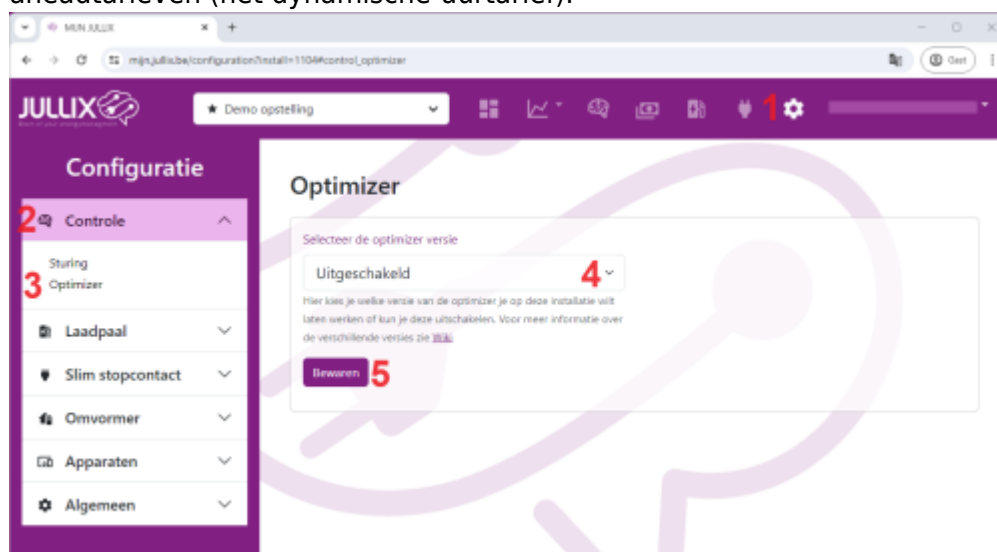 MIJN JULLIX
mijn.jullix.be/configuration?install=1104#control_optimizer
Gast
JULLIX
Demo opstelling
1
Configuratie
2 Controle
Sturing
3 Optimizer
Laadpaal
Slim stopcontact
Omvormer
Apparaten
Algemeen
Optimizer
Selecteer de optimizer versie
Uitgeschakeld 4
Hier kies je welke versie van de optimizer je op deze installatie wilt
laten werken of kun je deze uitschakelen. Voor meer informatie over
de verschillende versies zie Wiki
Bewaren 5